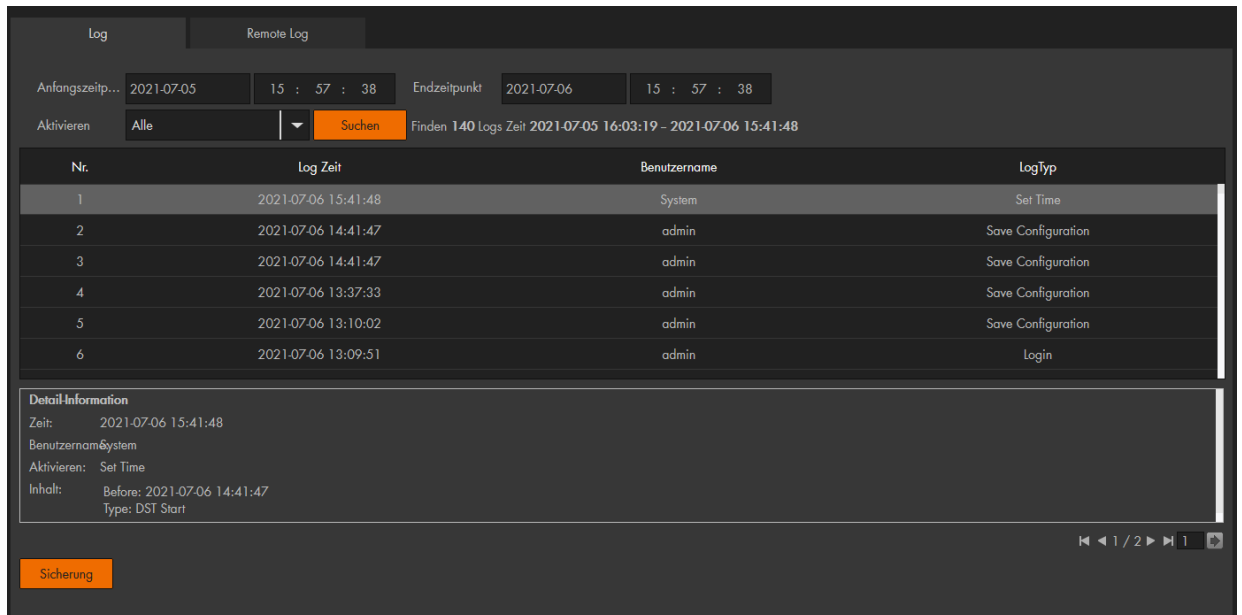 Log Remote Log
Anfangszeitp... 2021-07-05 15 : 57 : 38 Endzeitpunkt 2021-07-06 15 : 57 : 38
Aktivieren Alle Suchen Finden 140 Logs Zeit 2021-07-05 16:03:19 – 2021-07-06 15:41:48
Nr. Log Zeit Benutzername LogTyp
1 2021-07-06 15:41:48 System Set Time
2 2021-07-06 14:41:47 admin Save Configuration
3 2021-07-06 14:41:47 admin Save Configuration
4 2021-07-06 13:37:33 admin Save Configuration
5 2021-07-06 13:10:02 admin Save Configuration
6 2021-07-06 13:09:51 admin Login
Detail-Information
Zeit: 2021-07-06 15:41:48
Benutzername: System
Aktivieren: Set Time
Inhalt: Before: 2021-07-06 14:41:47
Type: DST Start
1 / 2 1
Sicherung